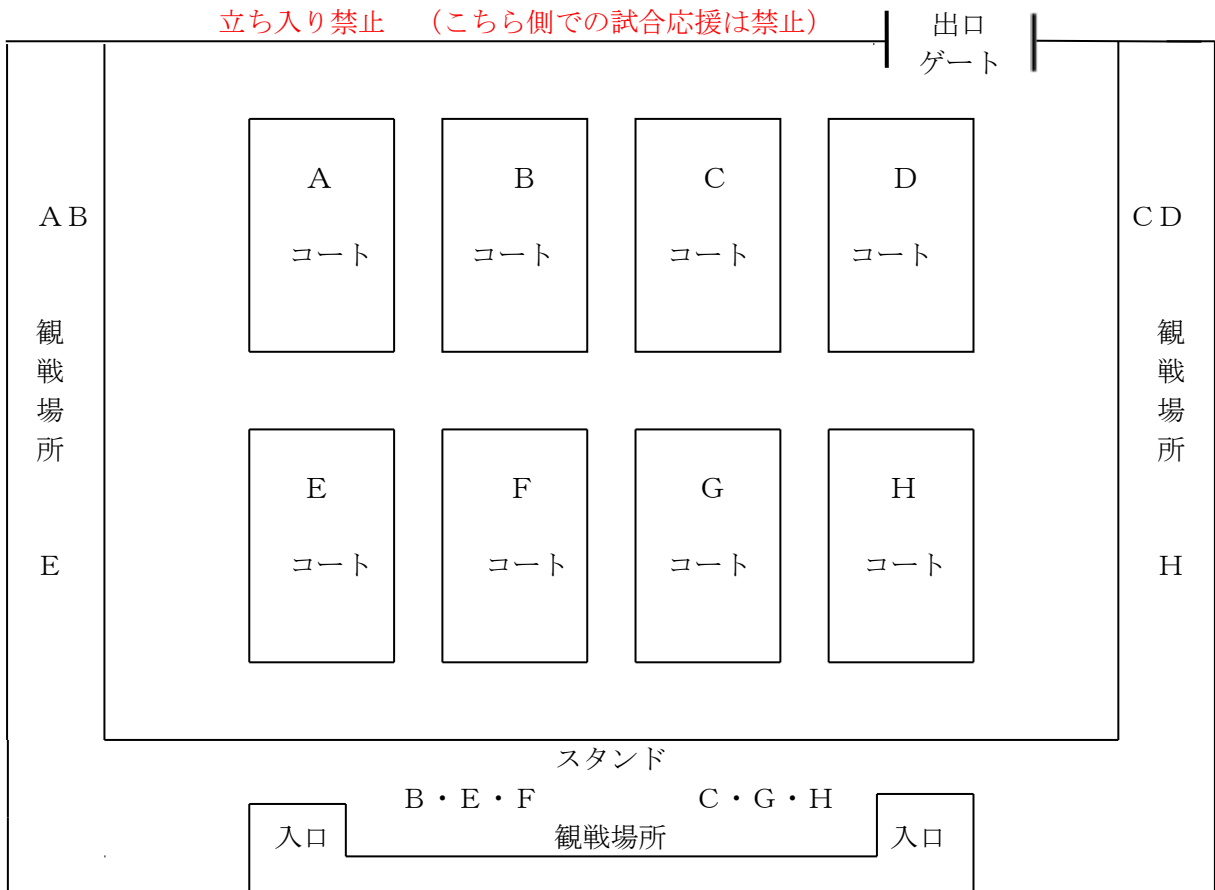 立ち入り禁止　（こちら側での試合応援は禁止）
出口
ゲート
A
B
C
D
ＡＢ
ＣＤ
コート
コート
コート
コート
観戦場所
観戦場所
E
F
G
H
コート
コート
コート
コート
E
H
スタンド
B・E・F
C・G・H
入口
観戦場所
入口